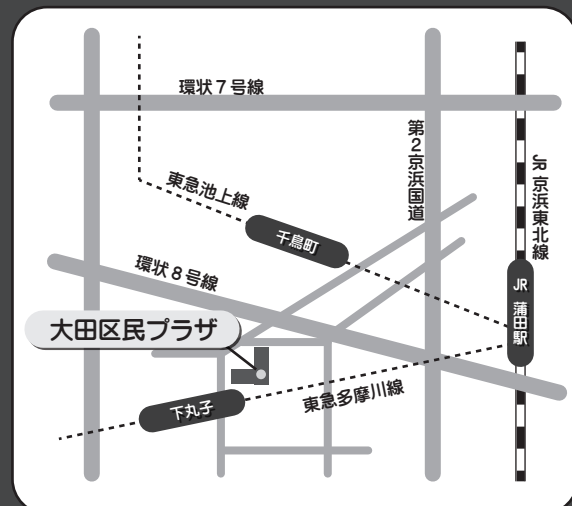 環状7号線
第2京浜国道
JR 京浜東北線
東急池上線
千鳥町
環状8号線
JR 蒲田駅
大田区民プラザ
東急多摩川線
下丸子